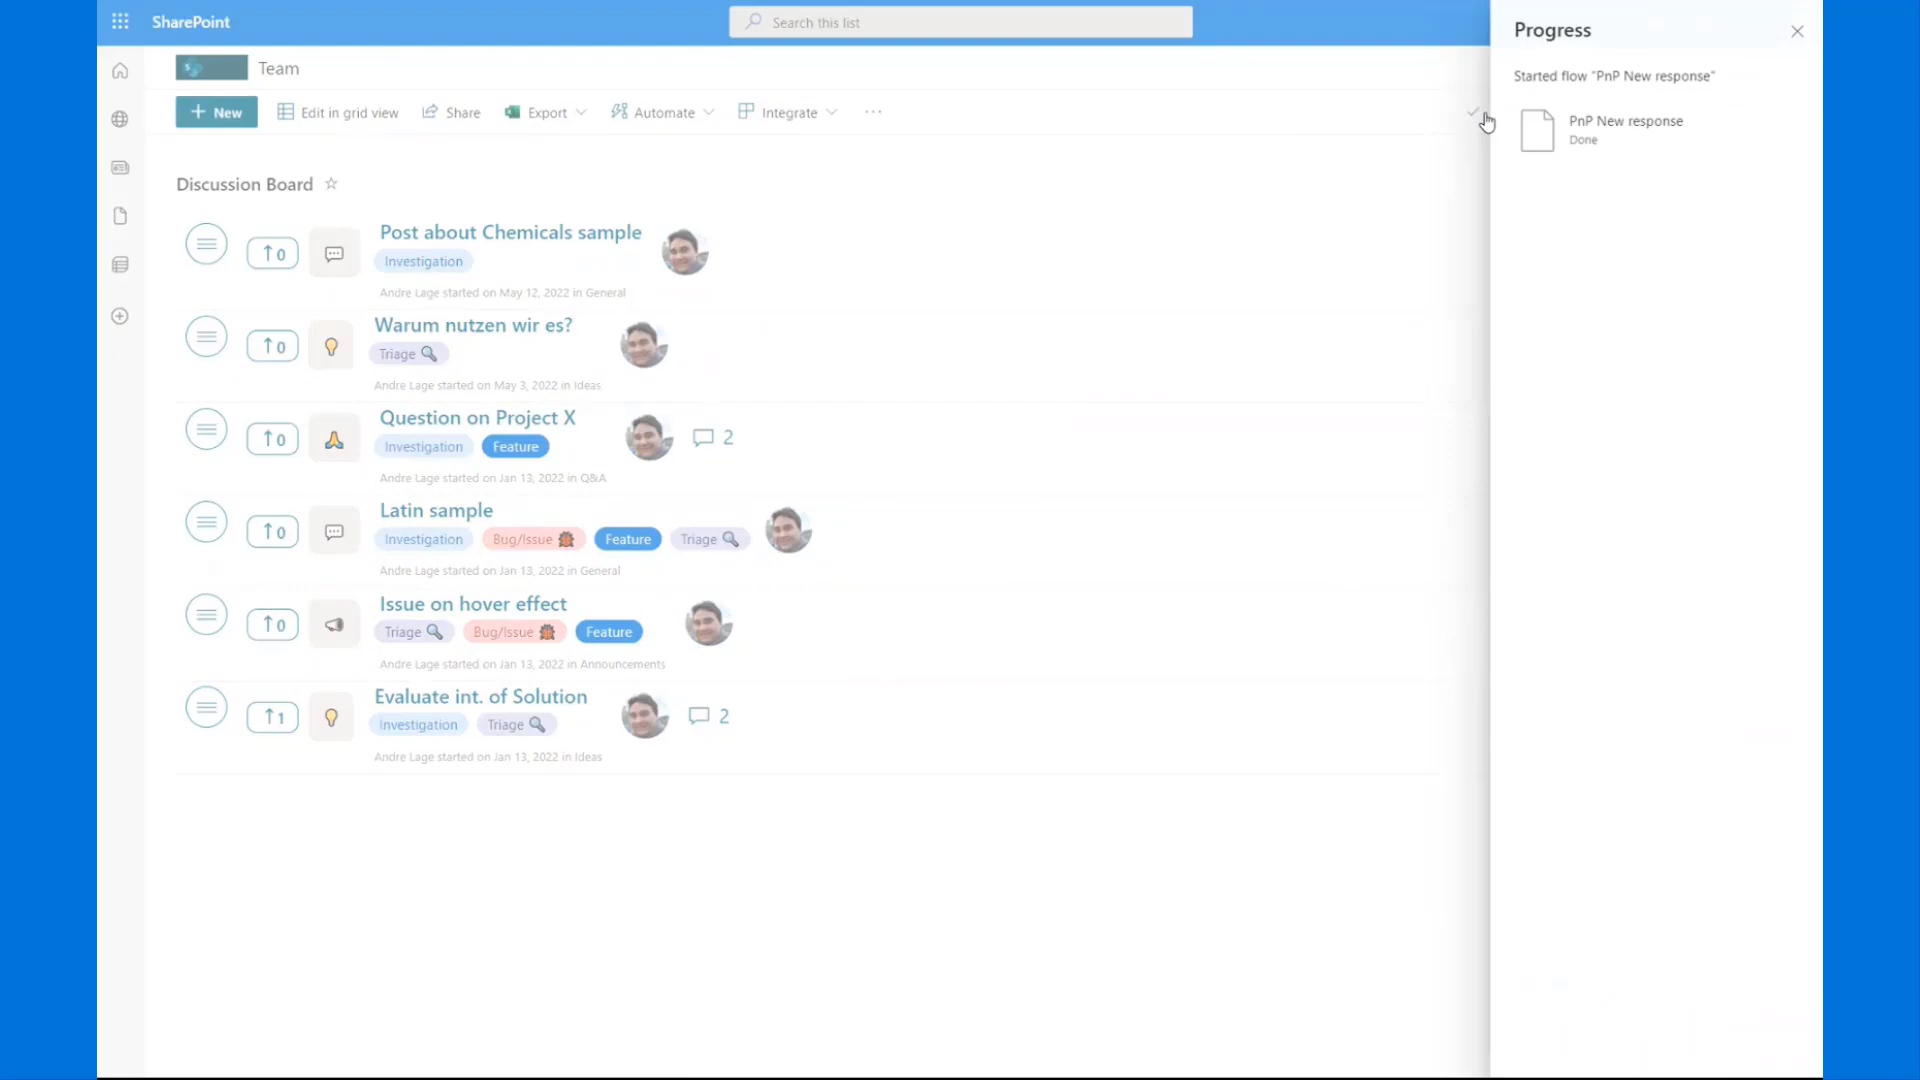 SharePoint
Search this list
Progress
Started flow "PnP New response"
PnP New response
Done
Team
New
Edit in grid view
Share
Export
Automate
Integrate
Discussion Board
0
Post about Chemicals sample
Investigation
Andre Lage started on May 12, 2022 in General
0
Warum nutzen wir es?
Triage
Andre Lage started on May 3, 2022 in Ideas
0
Question on Project X
2
Investigation Feature
Andre Lage started on Jan 13, 2022 in Q&A
0
Latin sample
Investigation Bug/Issue Feature Triage
Andre Lage started on Jan 13, 2022 in General
0
Issue on hover effect
Triage Bug/Issue Feature
Andre Lage started on Jan 13, 2022 in Announcements
1
Evaluate int. of Solution
2
Investigation Triage
Andre Lage started on Jan 13, 2022 in Ideas